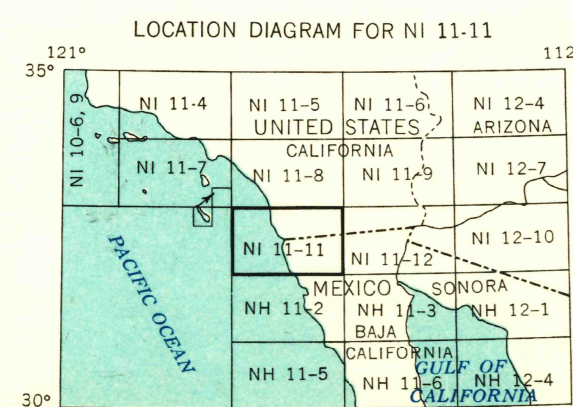 LOCATION DIAGRAM FOR NI 11-11
121°
112
35°
NI 10-6, 9
NI 11-4
NI 11-5
NI 11-6
NI 12-4
UNITED STATES
ARIZONA
CALIFORNIA
NI 11-7
NI 11-8
NI 11-9
NI 12-7
NI 11-11
NI 11-12
NI 12-10
PACIFIC OCEAN
MEXICO
SONORA
NH 11-2
NH 11-3
NH 12-1
BAJA
CALIFORNIA
NH 11-5
NH 11-6
GULF OF
CALIFORNIA
NH 12-4
30°